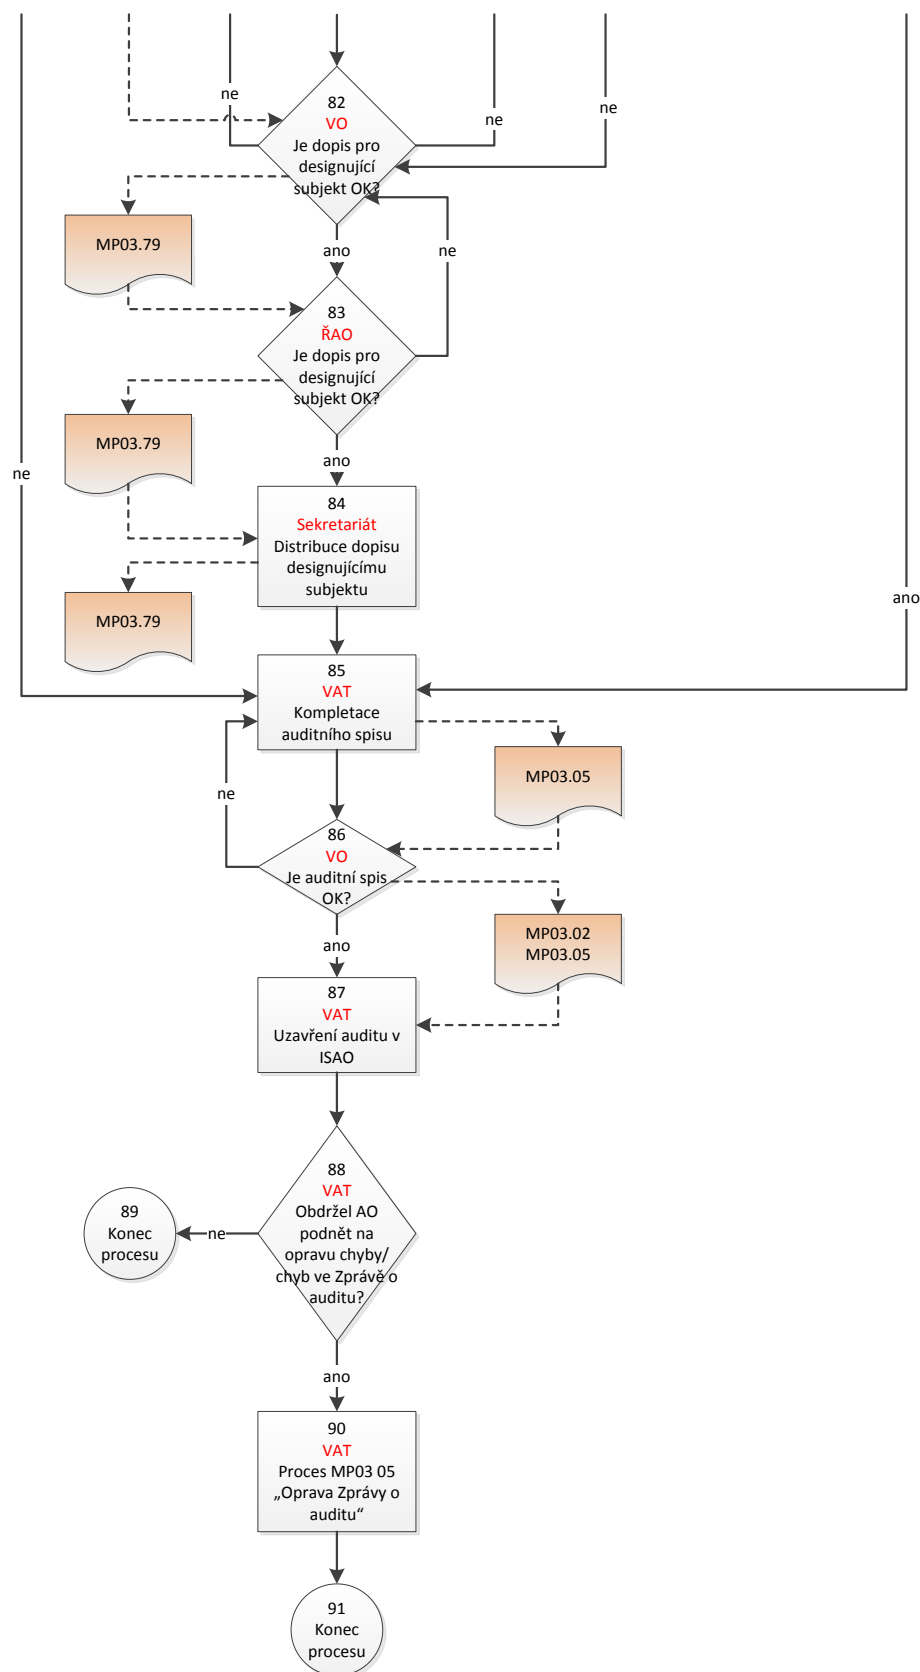 ne
82
VO
Je dopis pro
designující
subjekt OK?
ne
ne
MP03.79
ano
ne
83
ŘAO
Je dopis pro
designující
subjekt OK?
MP03.79
ano
ne
84
Sekretariát
Distribuce dopisu
designujícímu
subjektu
MP03.79
ano
85
VAT
Kompletace
auditního spisu
MP03.05
ne
86
VO
Je auditní spis
OK?
MP03.02
MP03.05
ano
87
VAT
Uzavření auditu v
ISAO
88
VAT
Obdržel AO
podnět na
opravu chyby/
chyb ve Zprávě o
auditu?
ne
89
Konec
procesu
ano
90
VAT
Proces MP03 05
„Oprava Zprávy o
auditu“
91
Konec
procesu